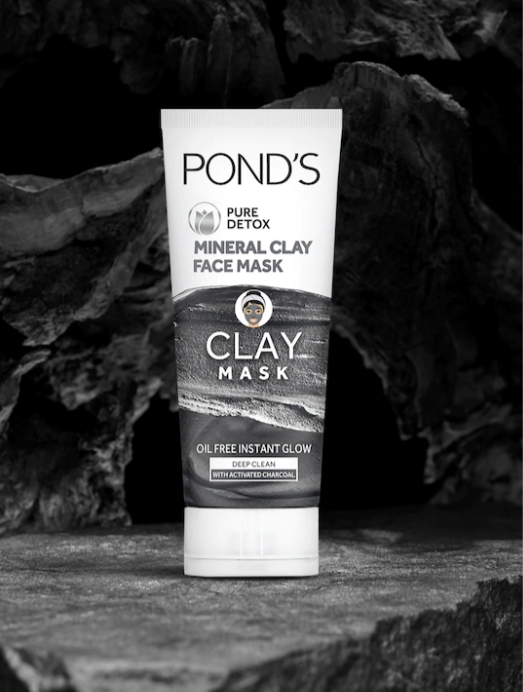 POND'S
PURE
DETOX
MINERAL CLAY
FACE MASK
CLAY
MASK
OIL FREE INSTANT GLOW
DEEP CLEAN
WITH ACTIVATED CHARCOAL